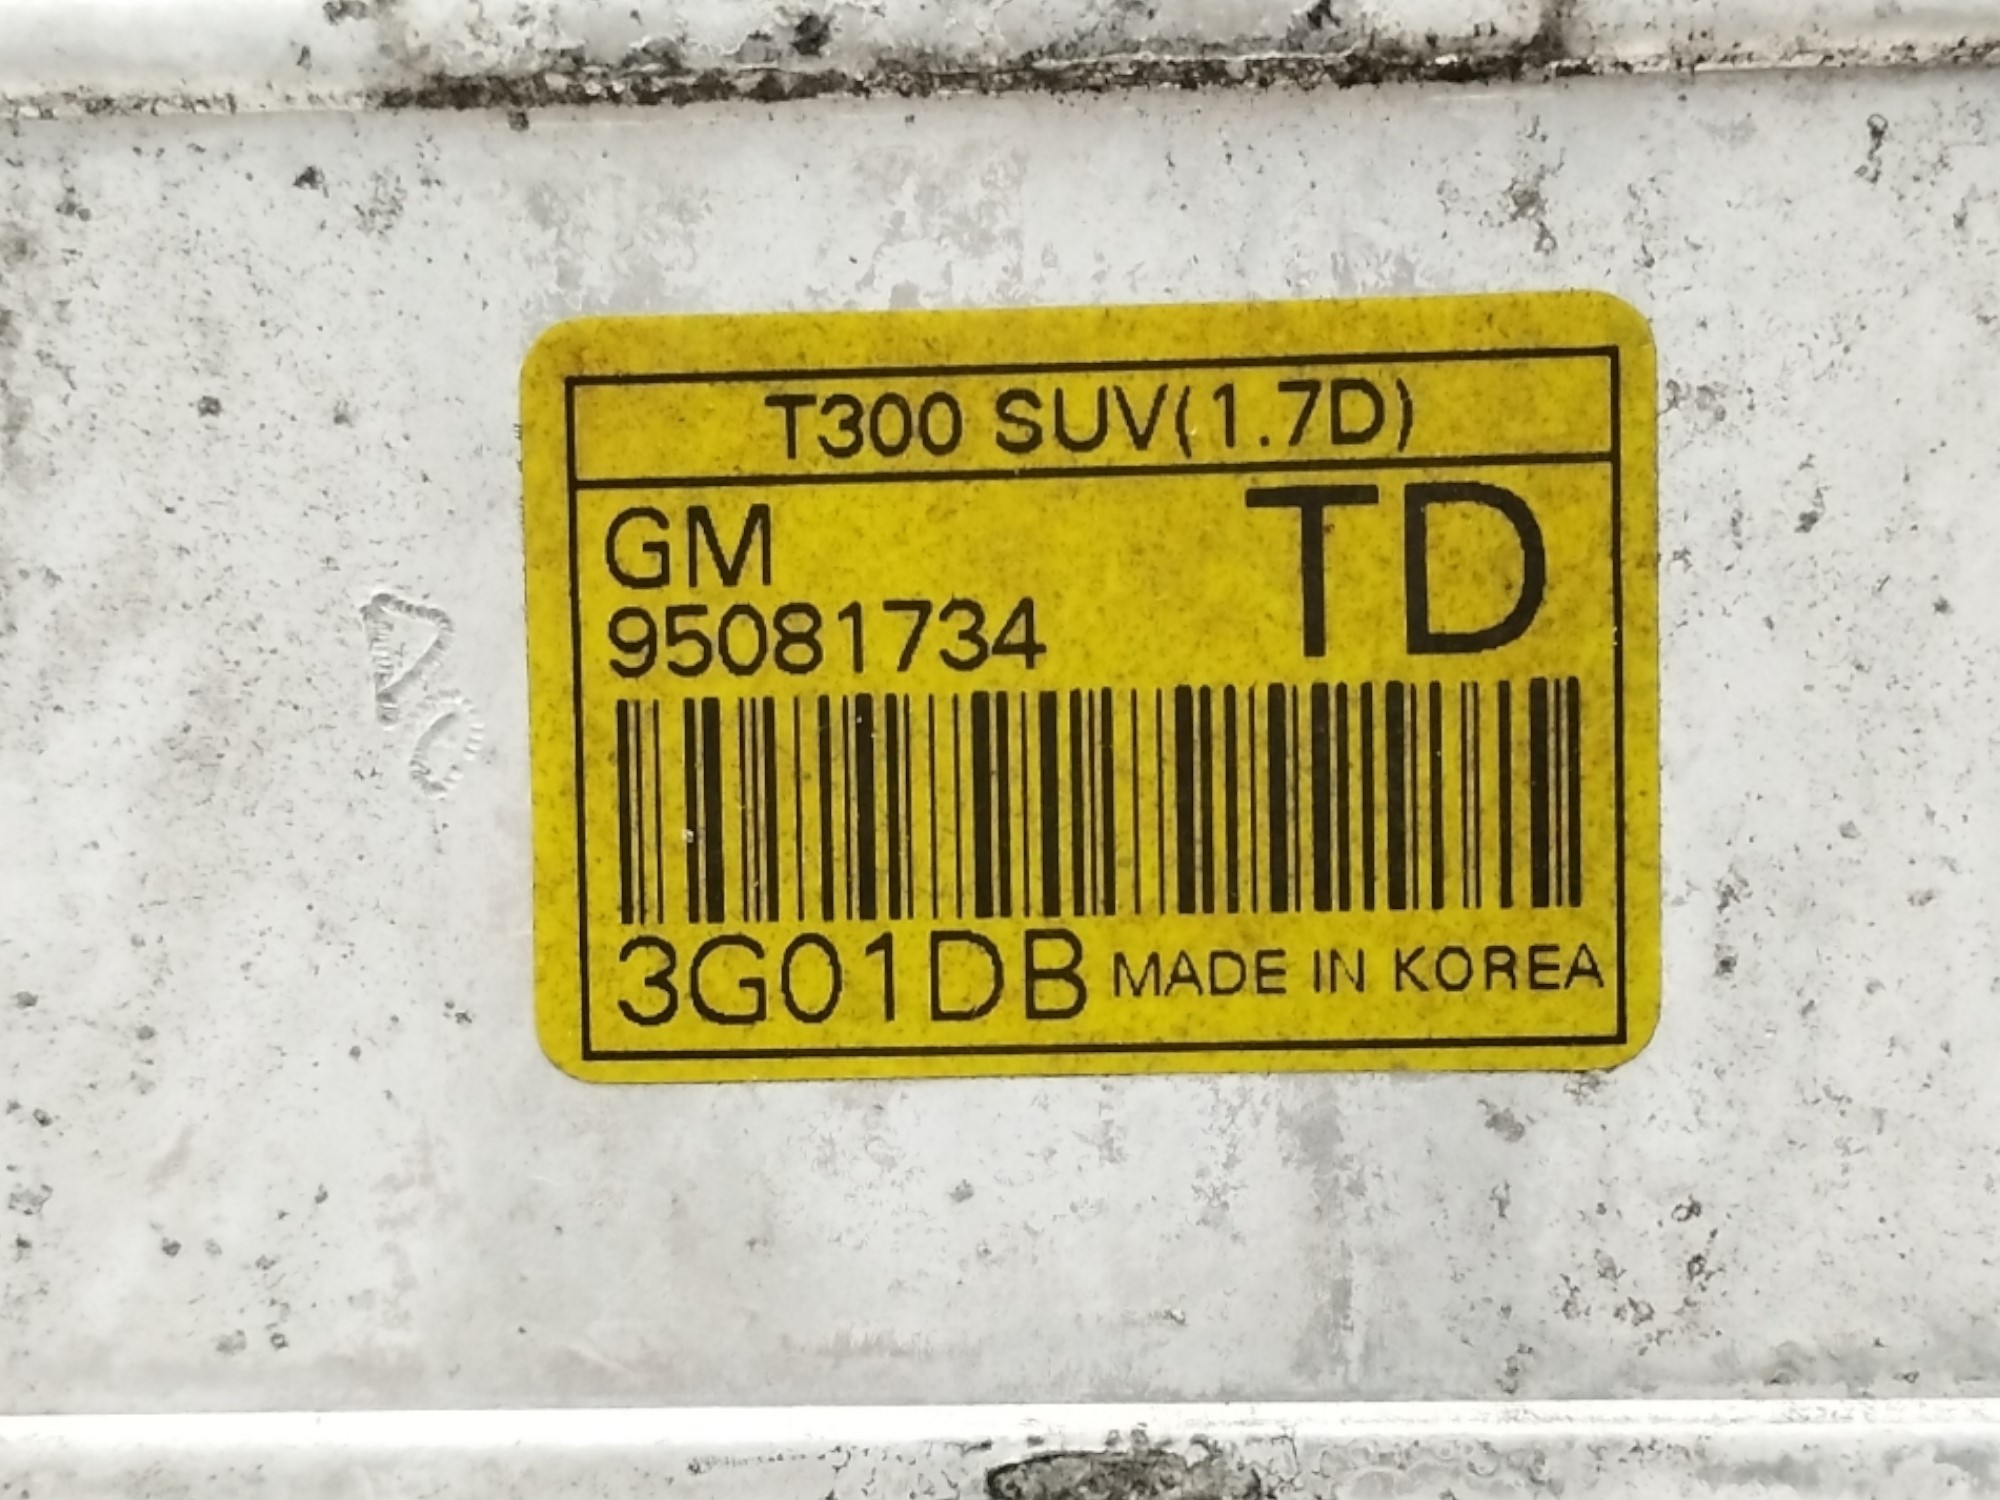 T300 SUV(1.7D)
GM
TD
95081734
3G01DB MADE IN KOREA